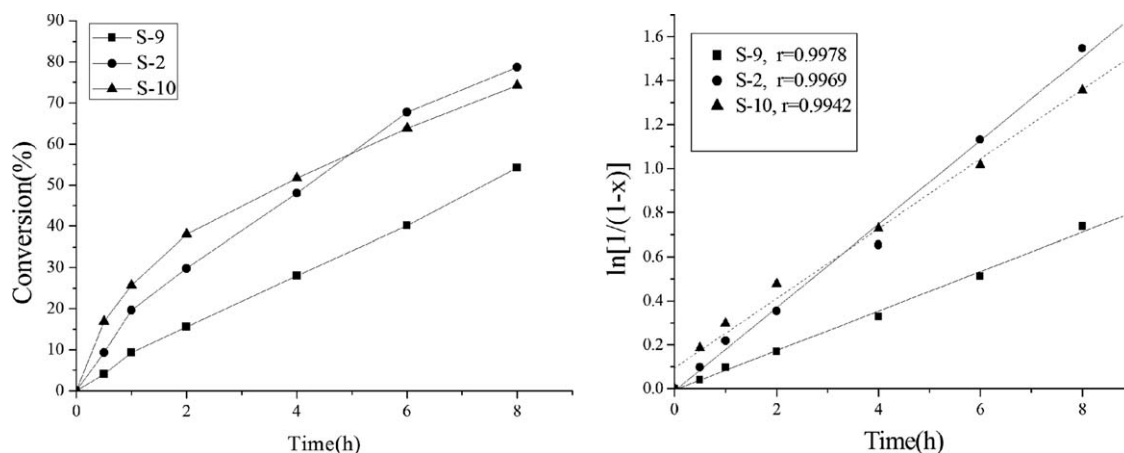 90
80
70
60
50
40
30
20
10
0
Conversion(%)
S-9
S-2
S-10
0 2 4 6 8
Time(h)
1.6
1.4
1.2
1.0
0.8
0.6
0.4
0.2
0.0
ln[1/(1-x)]
S-9, r=0.9978
S-2, r=0.9969
S-10, r=0.9942
0 2 4 6 8
Time(h)